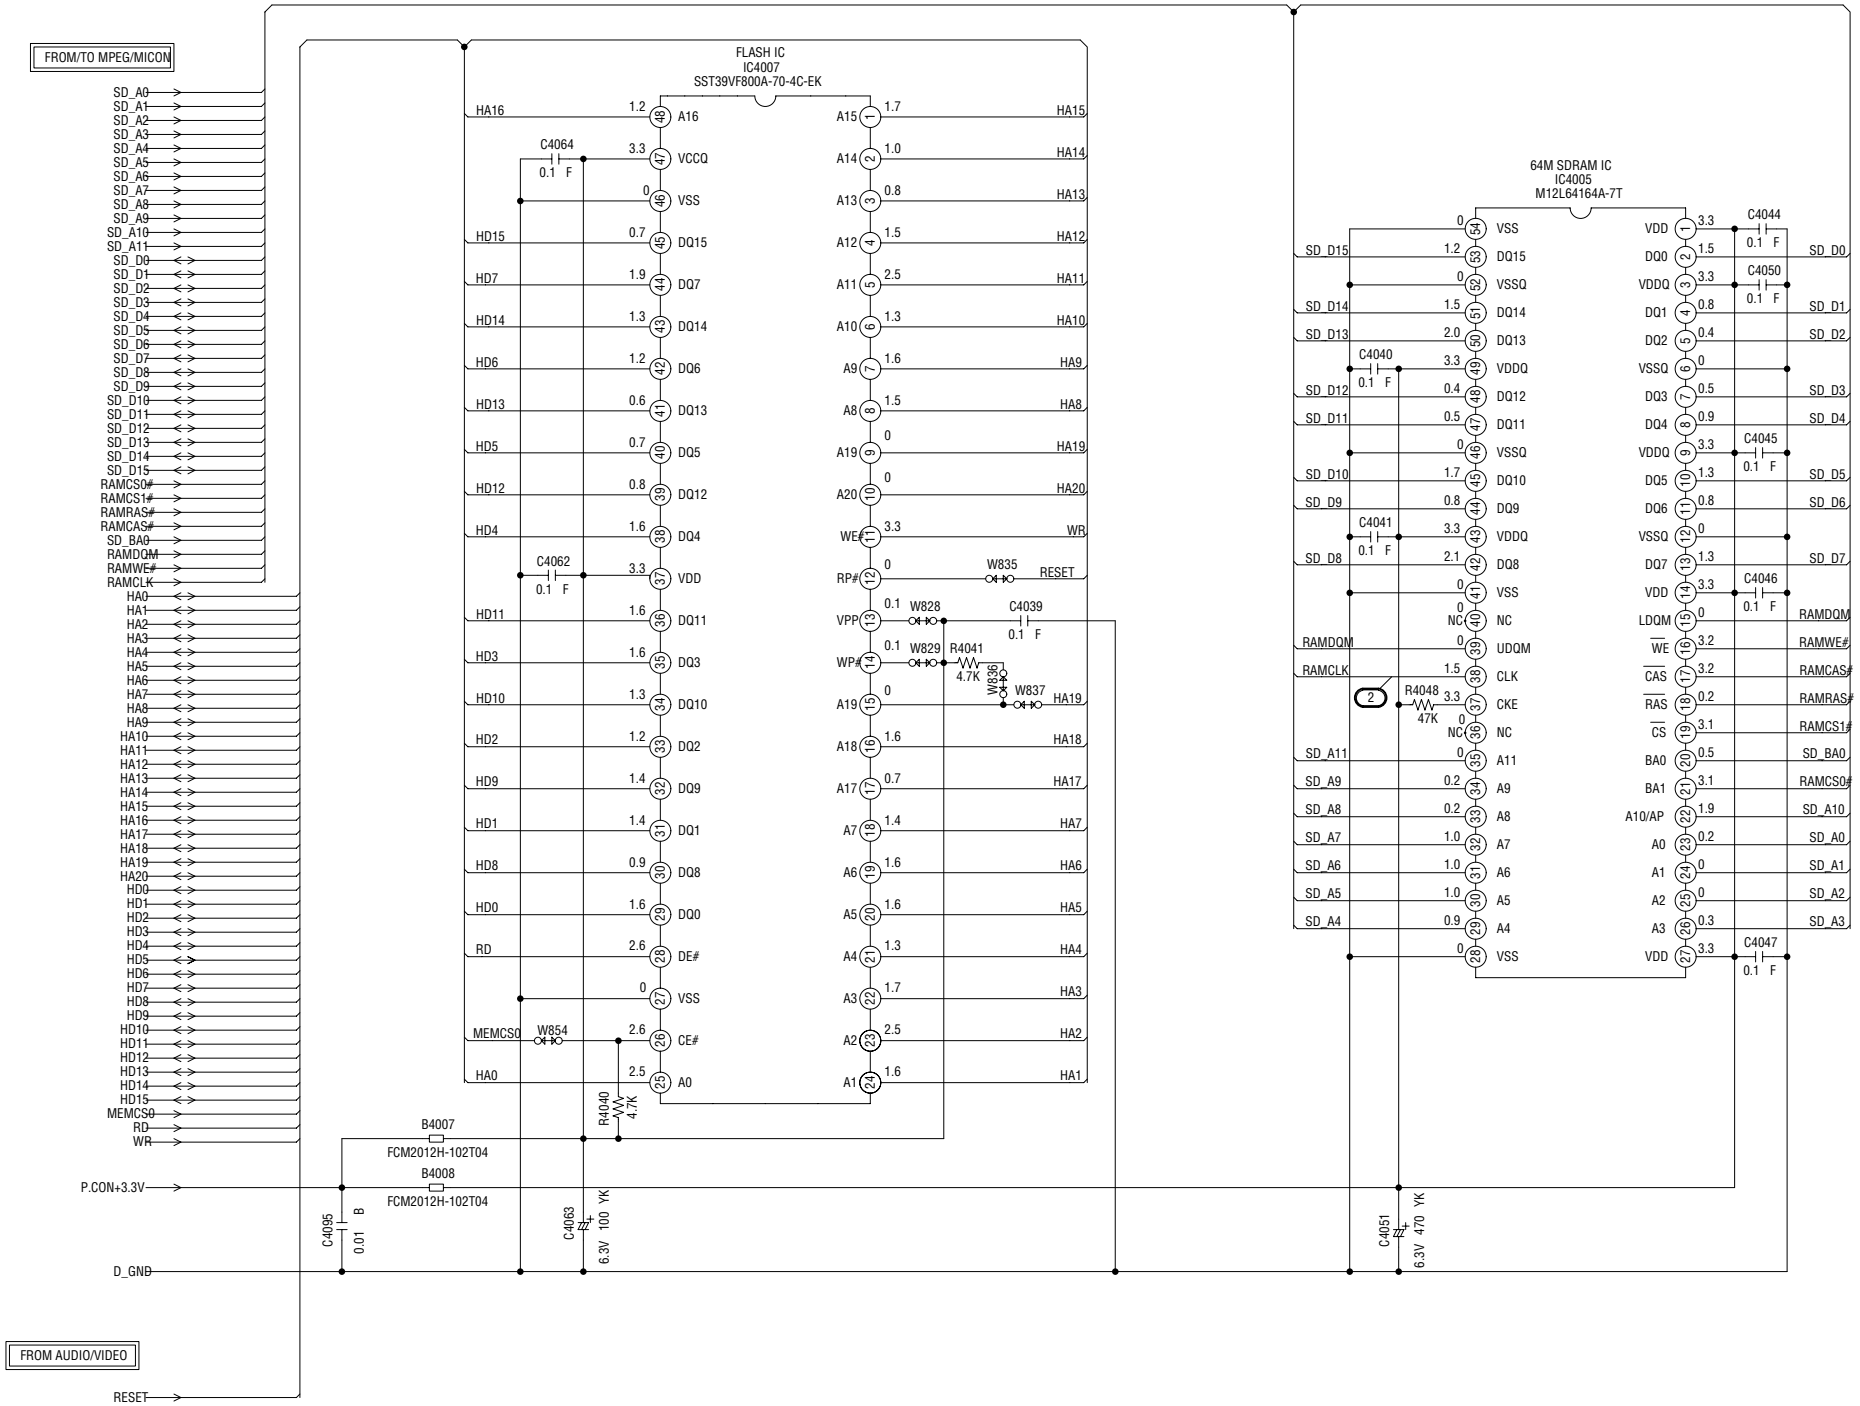 FROM/TO MPEG/MICON
SD_A0
SD_A1
SD_A2
SD_A3
SD_A4
SD_A5
SD_A6
SD_A7
SD_A8
SD_A9
SD_A10
SD_A11
SD_D0
SD_D1
SD_D2
SD_D3
SD_D4
SD_D5
SD_D6
SD_D7
SD_D8
SD_D9
SD_D10
SD_D11
SD_D12
SD_D13
SD_D14
SD_D15
RAMCS0#
RAMCS1#
RAMRAS#
RAMCAS#
SD_BA0
RAMDQM
RAMWE#
RAMCLK
HA0
HA1
HA2
HA3
HA4
HA5
HA6
HA7
HA8
HA9
HA10
HA11
HA12
HA13
HA14
HA15
HA16
HA17
HA18
HA19
HA20
HD0
HD1
HD2
HD3
HD4
HD5
HD6
HD7
HD8
HD9
HD10
HD11
HD12
HD13
HD14
HD15
MEMCS0
RD
WR
P.CON+3.3V
D_GND
FROM AUDIO/VIDEO
RESET
FLASH IC
IC4007
SST39VF800A-70-4C-EK
HA16 1.2 48 A16 A15 1 1.7 HA15
C4064 0.1 F 3.3 47 VCCQ A14 2 1.0 HA14
0 46 VSS A13 3 0.8 HA13
HD15 0.7 45 DQ15 A12 4 1.5 HA12
HD7 1.9 44 DQ7 A11 5 2.5 HA11
HD14 1.3 43 DQ14 A10 6 1.3 HA10
HD6 1.2 42 DQ6 A9 7 1.6 HA9
HD13 0.6 41 DQ13 A8 8 1.5 HA8
HD5 0.7 40 DQ5 A19 9 0 HA19
HD12 0.8 39 DQ12 A20 10 0 HA20
HD4 1.6 38 DQ4 WE# 11 3.3 WR
C4062 0.1 F 3.3 37 VDD RP# 12 0 W835 RESET
HD11 1.6 36 DQ11 VPP 13 0.1 W828 C4039 0.1 F
HD3 1.6 35 DQ3 WP# 14 0.1 W829 R4041 4.7K W836
HD10 1.3 34 DQ10 A19 15 0 W837 HA19
HD2 1.2 33 DQ2 A18 16 1.6 HA18
HD9 1.4 32 DQ9 A17 17 0.7 HA17
HD1 1.4 31 DQ1 A7 18 1.4 HA7
HD8 0.9 30 DQ8 A6 19 1.6 HA6
HD0 1.6 29 DQ0 A5 20 1.6 HA5
RD 2.6 28 DE# A4 21 1.3 HA4
0 27 VSS A3 22 1.7 HA3
MEMCS0 W854 2.6 26 CE# A2 23 2.5 HA2
HA0 2.5 25 A0 A1 24 1.6 HA1
R4040 4.7K
B4007
FCM2012H-102T04
B4008
FCM2012H-102T04
C4095 0.01 B
C4063 6.3V 100 YK
64M SDRAM IC
IC4005
M12L64164A-7T
0 54 VSS VDD 1 3.3 C4044 0.1 F
SD_D15 1.2 53 DQ15 DQ0 2 1.5 SD_D0
0 52 VSSQ VDDQ 3 3.3 C4050 0.1 F
SD_D14 1.5 51 DQ14 DQ1 4 0.8 SD_D1
SD_D13 2.0 50 DQ13 DQ2 5 0.4 SD_D2
C4040 0.1 F 3.3 49 VDDQ VSSQ 6 0
SD_D12 0.4 48 DQ12 DQ3 7 0.5 SD_D3
SD_D11 0.5 47 DQ11 DQ4 8 0.9 SD_D4
0 46 VSSQ VDDQ 9 3.3 C4045 0.1 F
SD_D10 1.7 45 DQ10 DQ5 10 1.3 SD_D5
SD_D9 0.8 44 DQ9 DQ6 11 0.8 SD_D6
C4041 0.1 F 3.3 43 VDDQ VSSQ 12 0
SD_D8 2.1 42 DQ8 DQ7 13 1.3 SD_D7
0 41 VSS VDD 14 3.3 C4046 0.1 F
0 NC 40 NC LDQM 15 0 RAMDQM
RAMDQM 0 39 UDQM WE 16 3.2 RAMWE#
RAMCLK 1.5 38 CLK CAS 17 3.2 RAMCAS#
2 R4048 47K 3.3 37 CKE RAS 18 0.2 RAMRAS#
0 NC 36 NC CS 19 3.1 RAMCS1#
SD_A11 0 35 A11 BA0 20 0.5 SD_BA0
SD_A9 0.2 34 A9 BA1 21 3.1 RAMCS0#
SD_A8 0.2 33 A8 A10/AP 22 1.9 SD_A10
SD_A7 1.0 32 A7 A0 23 0.2 SD_A0
SD_A6 1.0 31 A6 A1 24 0 SD_A1
SD_A5 1.0 30 A5 A2 25 0 SD_A2
SD_A4 0.9 29 A4 A3 26 0.3 SD_A3
0 28 VSS VDD 27 3.3 C4047 0.1 F
C4051 6.3V 470 YK